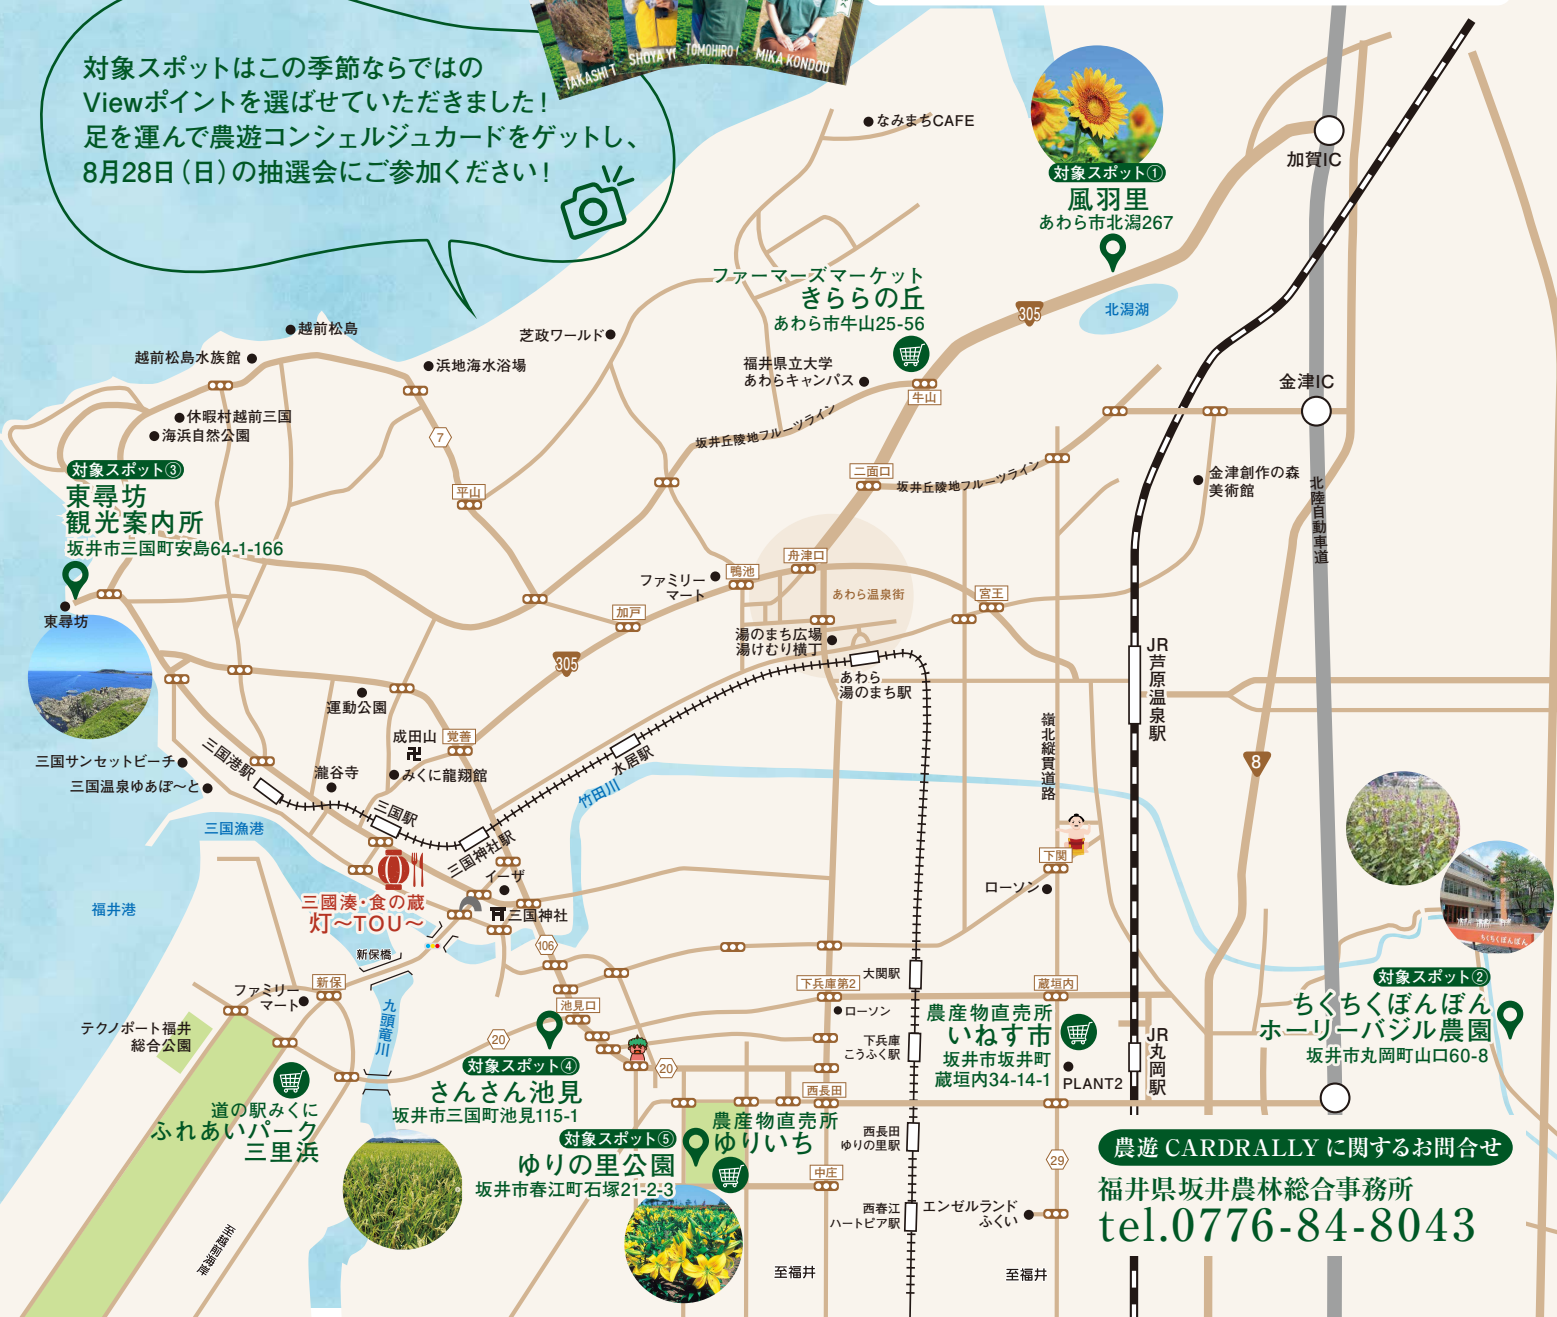 対象スポットはこの季節ならではの
Viewポイントを選ばせていただきました!
足を運んで農遊コンシェルジュカードをゲットし、
8月28日(日)の抽選会にご参加ください!
TAKASHI T
SHOYA YI
TOMOHIRO
MIKA KONDOU
なみまちCAFE
対象スポット①
風羽里
あわら市北潟267
加賀IC
北潟湖
305
ファーマーズマーケット
きららの丘
あわら市牛山25-56
福井県立大学
あわらキャンパス
牛山
芝政ワールド
越前松島
越前松島水族館
浜地海水浴場
休暇村越前三国
海浜自然公園
7
平山
坂井丘陵地フルーツライン
二面口
坂井丘陵地フルーツライン
金津IC
金津創作の森
美術館
北陸自動車道
対象スポット③
東尋坊
観光案内所
坂井市三国町安島64-1-166
東尋坊
ファミリー
マート
鴨池
舟津口
あわら温泉街
宮王
加戸
305
湯のまち広場
湯けむり横丁
あわら
湯のまち駅
JR芦原温泉駅
嶺北縦貫道路
8
運動公園
成田山
覚善
みくに龍翔館
瀧谷寺
三国サンセットビーチ
三国温泉ゆあぽ〜と
三国港駅
三国駅
三国神社駅
水居駅
竹田川
三国漁港
福井港
三國湊・食の蔵
灯〜TOU〜
イーザ
三国神社
新保橋
106
下関
ローソン
ちくちくぼんぼん
対象スポット②
ちくちくぼんぼん
ホーリーバジル農園
坂井市丸岡町山口60-8
ファミリー
マート
新保
九頭竜川
テクノポート福井
総合公園
20
池見口
対象スポット④
さんさん池見
坂井市三国町池見115-1
20
下兵庫第2
ローソン
大関駅
下兵庫
こうふく駅
農産物直売所
いねす市
坂井市坂井町
蔵垣内34-14-1
蔵垣内
PLANT2
JR丸岡駅
道の駅みくに
ふれあいパーク
三里浜
対象スポット⑤
ゆりの里公園
坂井市春江町石塚21-2-3
農産物直売所
ゆりいち
西長田
西長田
ゆりの里駅
中庄
西春江
ハートピア駅
エンゼルランド
ふくい
29
至越前海岸
至福井
至福井
農遊 CARDRALLY に関するお問合せ
福井県坂井農林総合事務所
tel.0776-84-8043